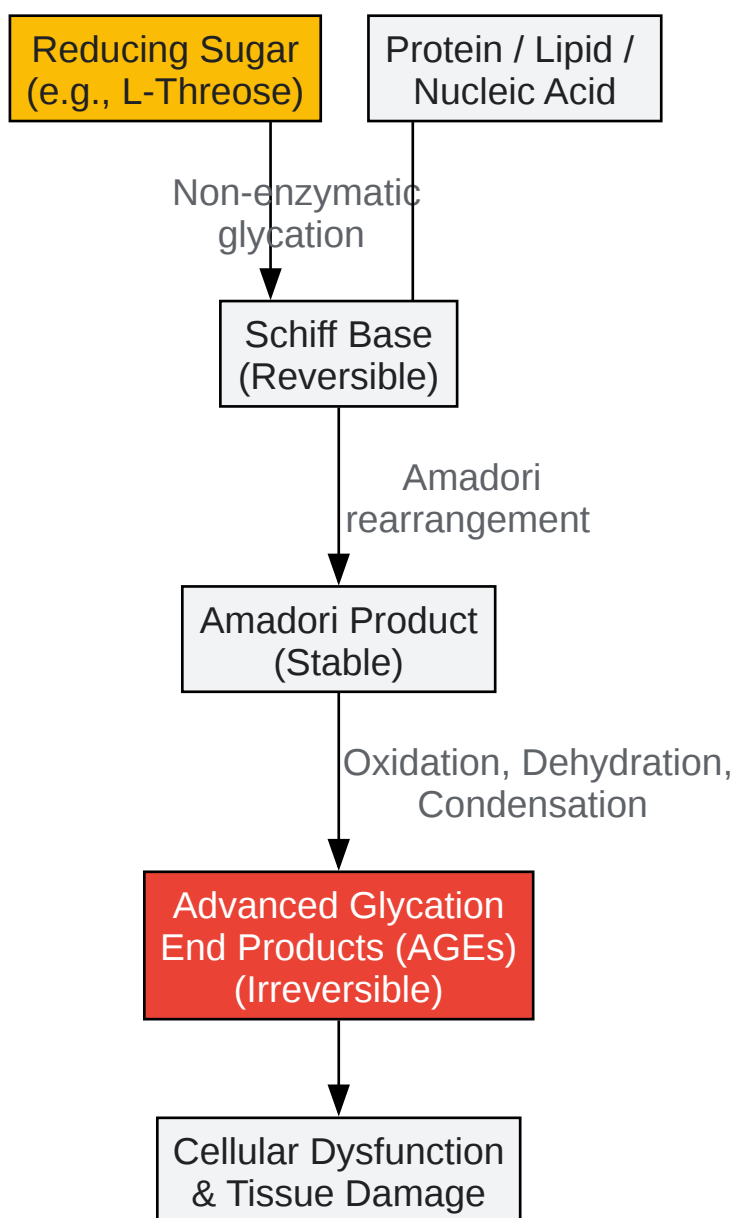 Reducing Sugar
(e.g., L-Threose)
Protein / Lipid /
Nucleic Acid
Non-enzymatic
glycation
Schiff Base
(Reversible)
Amadori
rearrangement
Amadori Product
(Stable)
Oxidation, Dehydration,
Condensation
Advanced Glycation
End Products (AGEs)
(Irreversible)
Cellular Dysfunction
& Tissue Damage